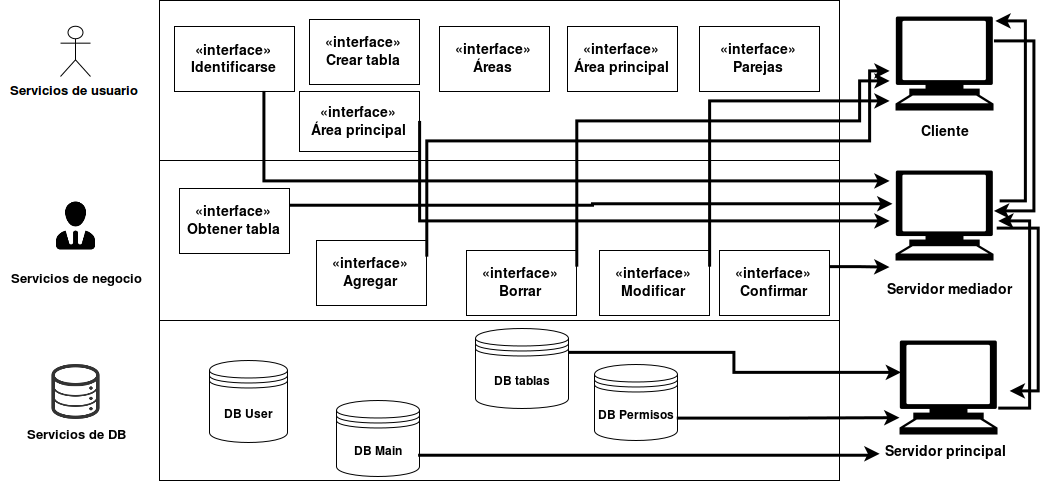 Servicios de usuario
«interface»
Identificarse
«interface»
Crear tabla
«interface»
Áreas
«interface»
Área principal
«interface»
Parejas
«interface»
Área principal
Cliente
Servicios de negocio
«interface»
Obtener tabla
«interface»
Agregar
«interface»
Borrar
«interface»
Modificar
«interface»
Confirmar
Servidor mediador
Servicios de DB
DB User
DB Main
DB tablas
DB Permisos
Servidor principal